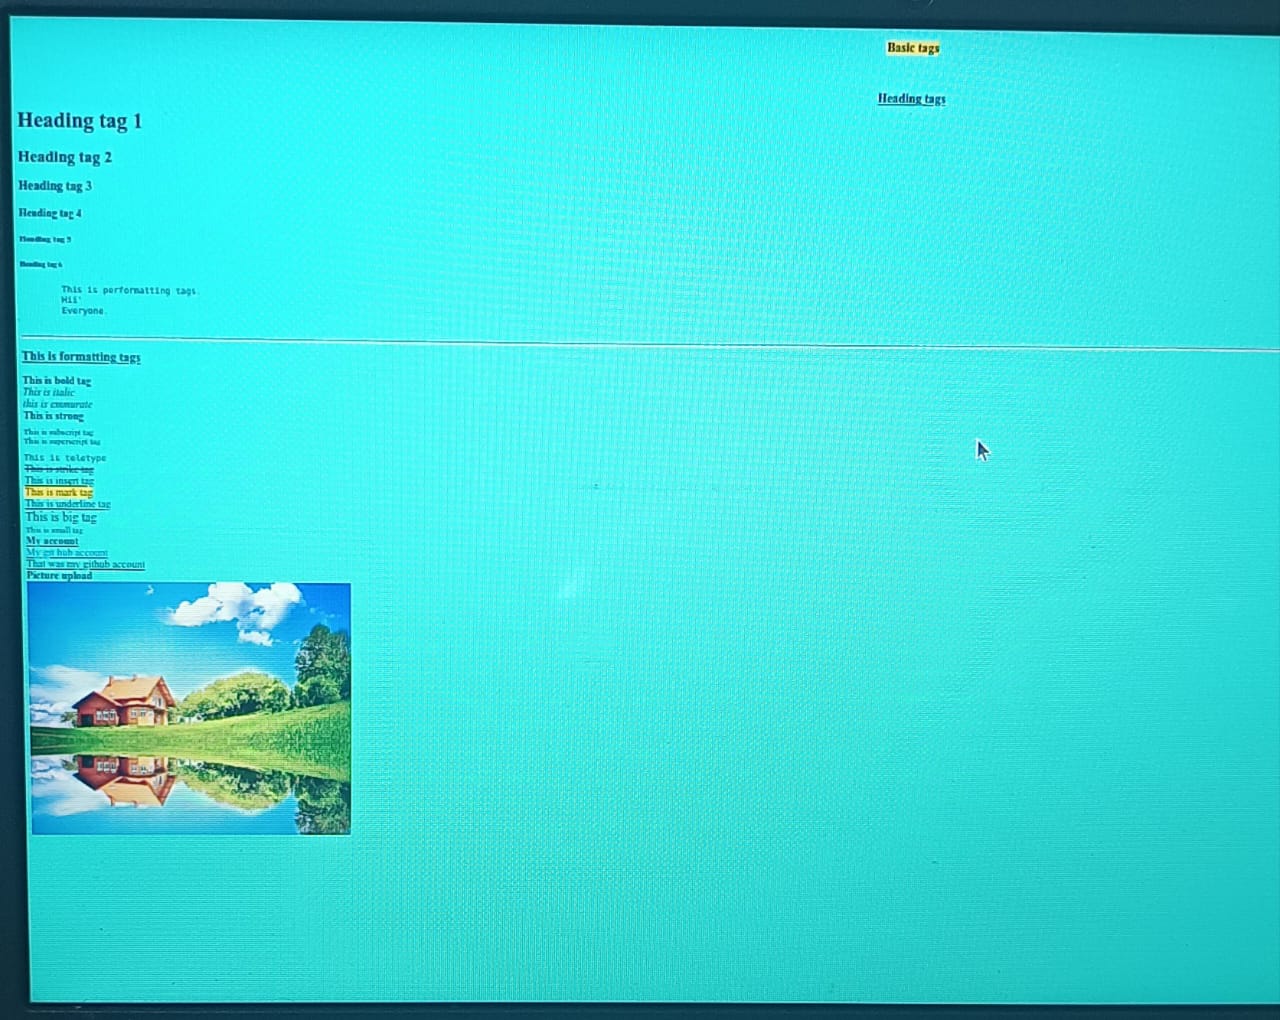 Basic tags
Heading tags
Heading tag 1
Heading tag 2
Heading tag 3
Heading tag 4
Heading tag 5
Heading tag 6
This is performatting tags.
Hii'
Everyone.
This is formatting tags
This is bold tag
This is italic
this is emmurate
This is strong
This is subscript tag
This is superscript tag
This is teletype
This is strike tag
This is insert tag
This is mark tag
This is underline tag
This is big tag
This is small tag
My account
My git hub account
That was my github account
Picture upload